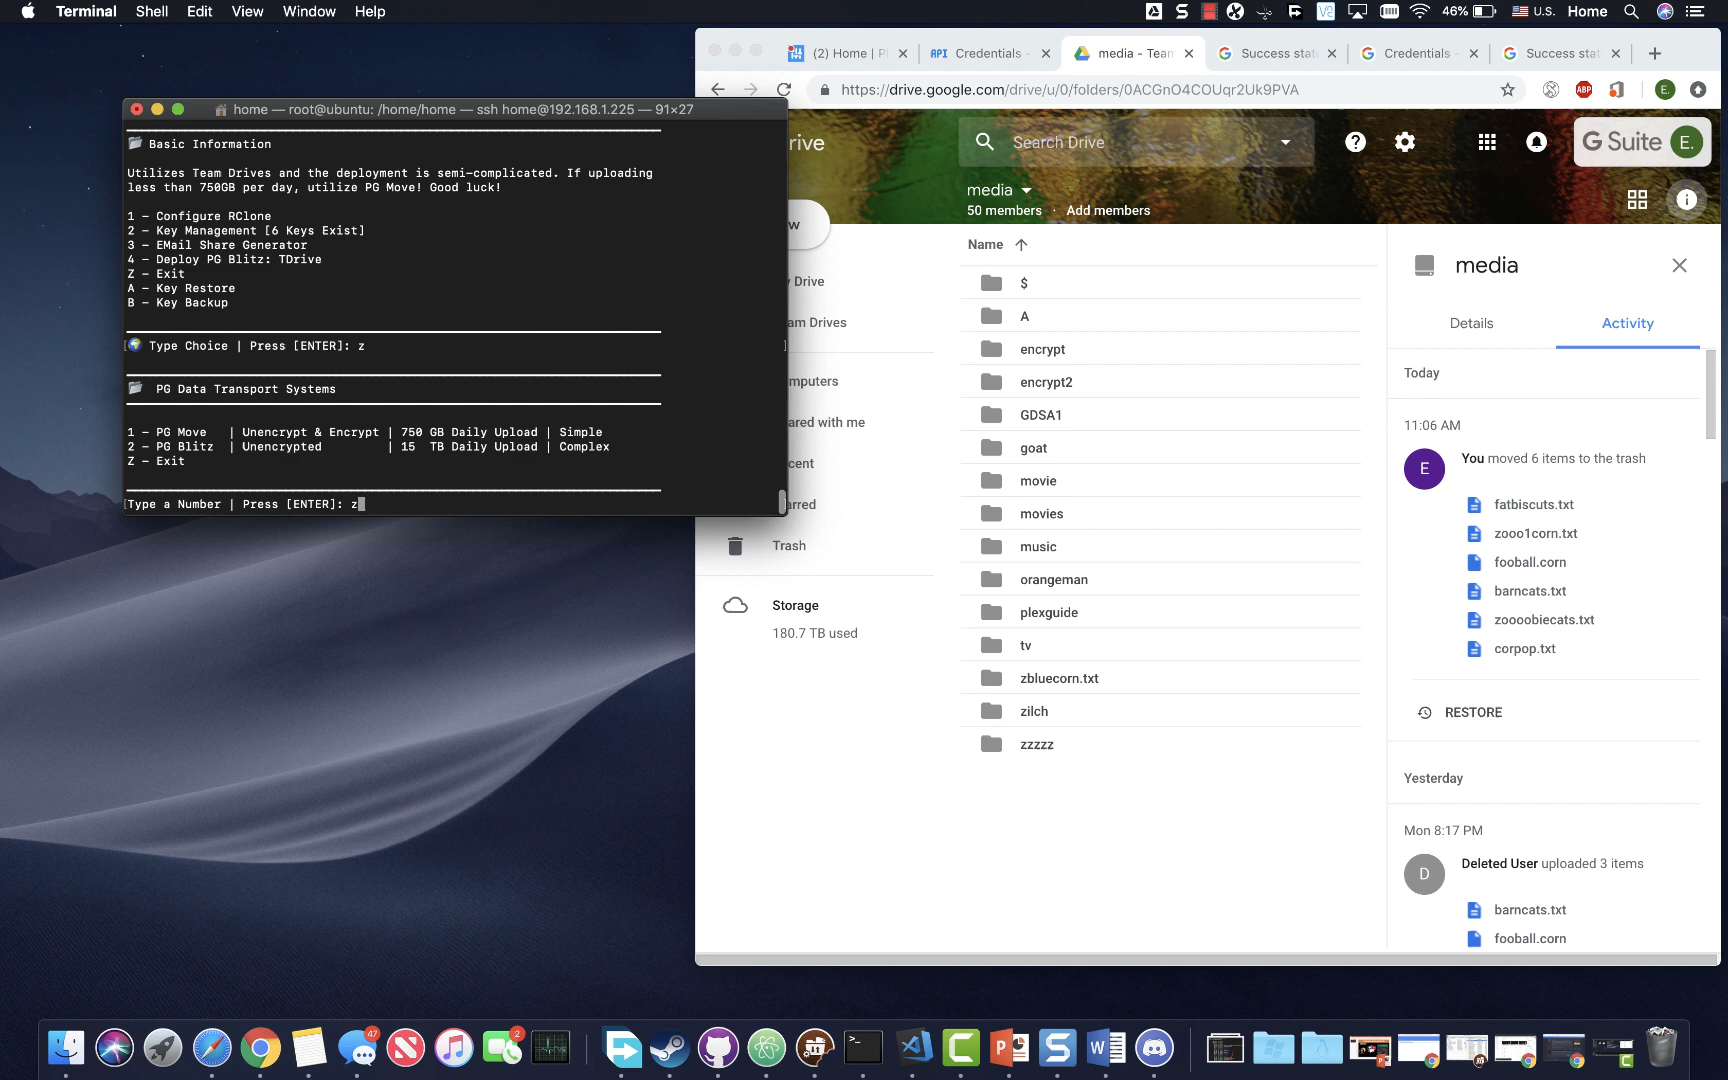 Terminal Shell Edit View Window Help
46% U.S. Home
home — root@ubuntu: /home/home — ssh home@192.168.1.225 — 91×27
Basic Information
Utilizes Team Drives and the deployment is semi-complicated. If uploading
less than 750GB per day, utilize PG Move! Good luck!
1 - Configure RClone
2 - Key Management [6 Keys Exist]
3 - EMail Share Generator
4 - Deploy PG Blitz: TDrive
Z - Exit
A - Key Restore
B - Key Backup
[ Type Choice | Press [ENTER]: z ]
PG Data Transport Systems
1 - PG Move | Unencrypt & Encrypt | 750 GB Daily Upload | Simple
2 - PG Blitz | Unencrypted | 15 TB Daily Upload | Complex
Z - Exit
[Type a Number | Press [ENTER]: z
(2) Home | P
API Credentials -
media - Team
Success stat
Credentials -
Success stat
https://drive.google.com/drive/u/0/folders/0ACGnO4COUqr2Uk9PVA
ABP
E.
rive
Search Drive
G Suite E.
media
50 members · Add members
w
y Drive
am Drives
mputers
ared with me
cent
arred
Trash
Storage
180.7 TB used
Name
$
A
encrypt
encrypt2
GDSA1
goat
movie
movies
music
orangeman
plexguide
tv
zbluecorn.txt
zilch
zzzzz
media
Details Activity
Today
11:06 AM
E
You moved 6 items to the trash
fatbiscuts.txt
zooo1corn.txt
fooball.corn
barncats.txt
zoooobiecats.txt
corpop.txt
RESTORE
Yesterday
Mon 8:17 PM
D
Deleted User uploaded 3 items
barncats.txt
fooball.corn
47
2